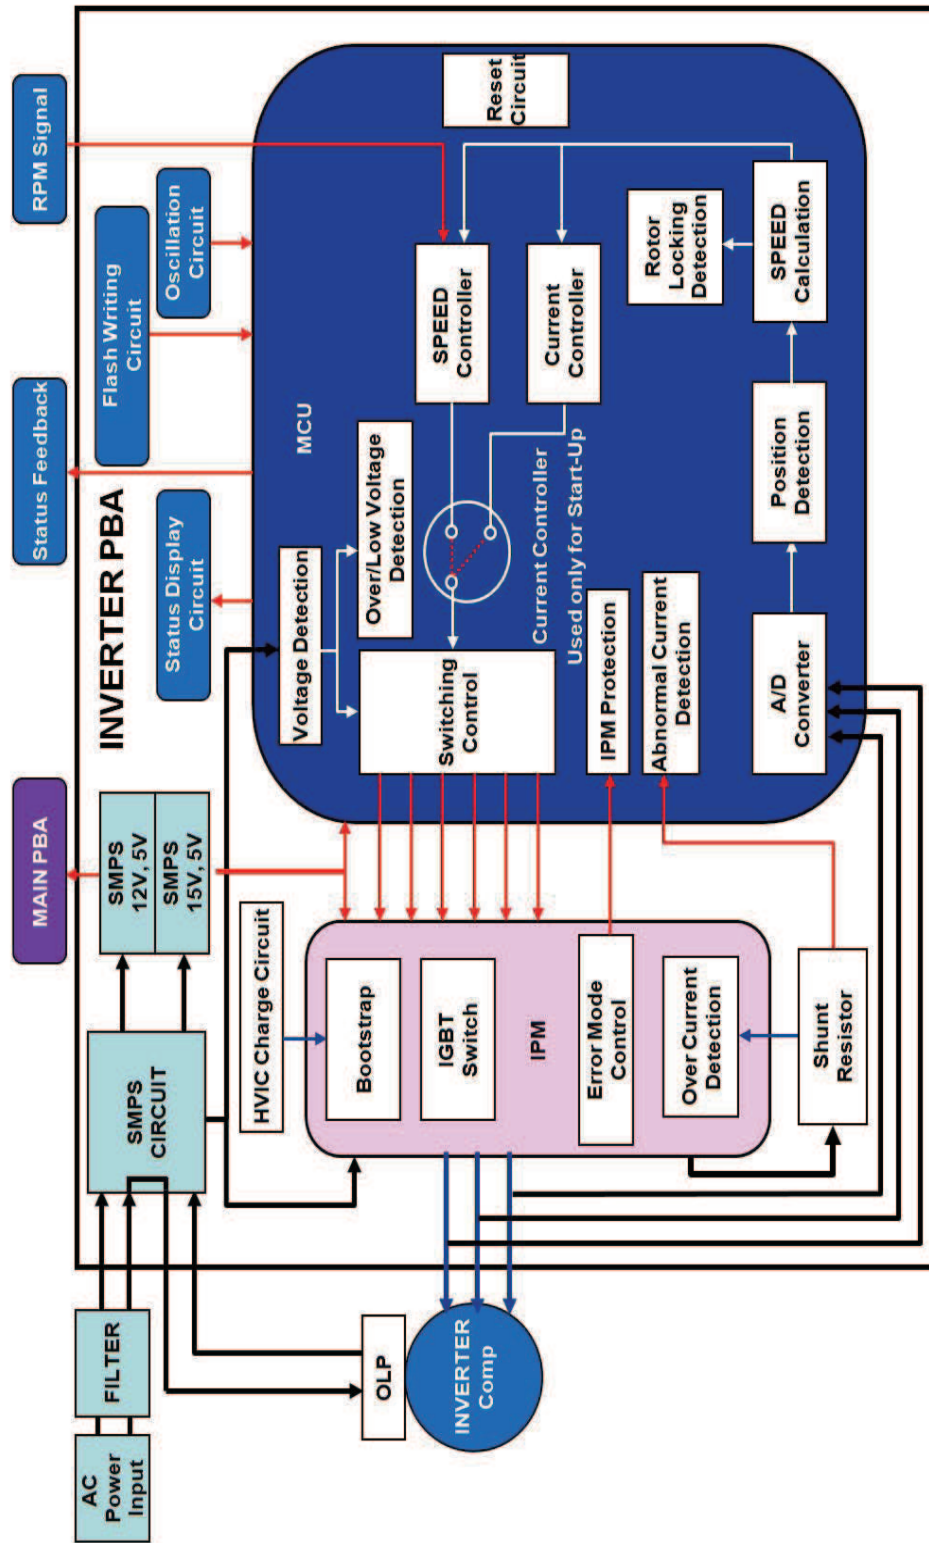 AC
Power
Input
FILTER
SMPS
CIRCUIT
SMPS
12V, 5V
SMPS
15V, 5V
MAIN PBA
Status Feedback
RPM Signal
INVERTER PBA
Flash Writing
Circuit
Status Display
Circuit
Oscillation
Circuit
OLP
INVERTER
Comp
HVIC Charge Circuit
Bootstrap
IGBT
Switch
IPM
Error Mode
Control
Over Current
Detection
Shunt
Resistor
MCU
Voltage Detection
Over/Low Voltage
Detection
Switching
Control
SPEED
Controller
Current
Controller
Reset
Circuit
Current Controller
Used only for Start-Up
IPM Protection
Abnormal Current
Detection
Rotor
Locking
Detection
A/D
Converter
Position
Detection
SPEED
Calculation